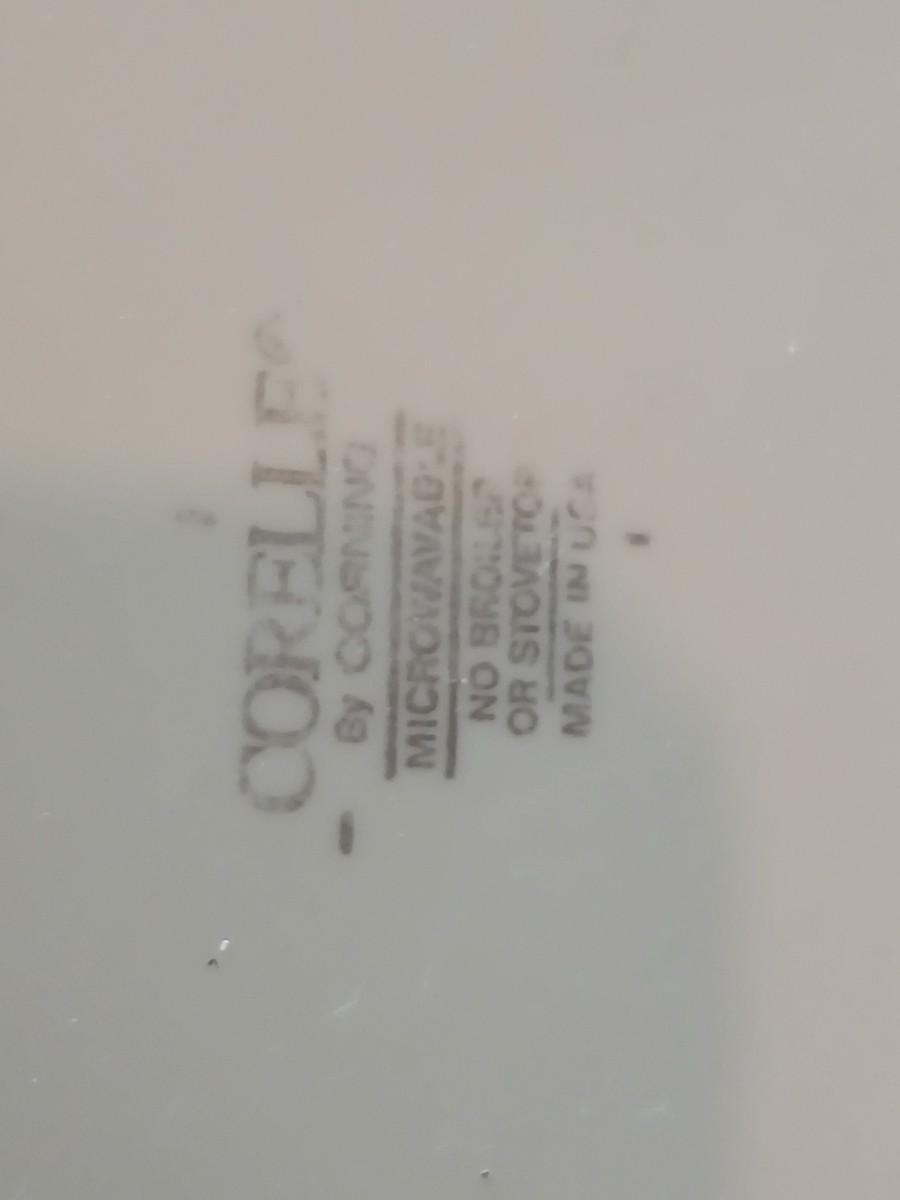 CORELLE®
By CORNING
MICROWAVABLE
NO BROILER
OR STOVETOP
MADE IN USA